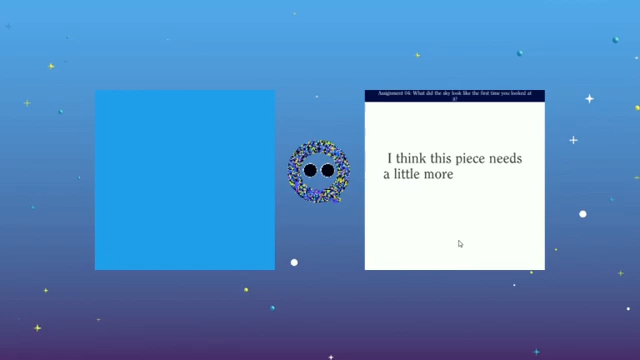 Assignment 04: What did the sky look like the first time you looked at
it?
I think this piece needs
a little more